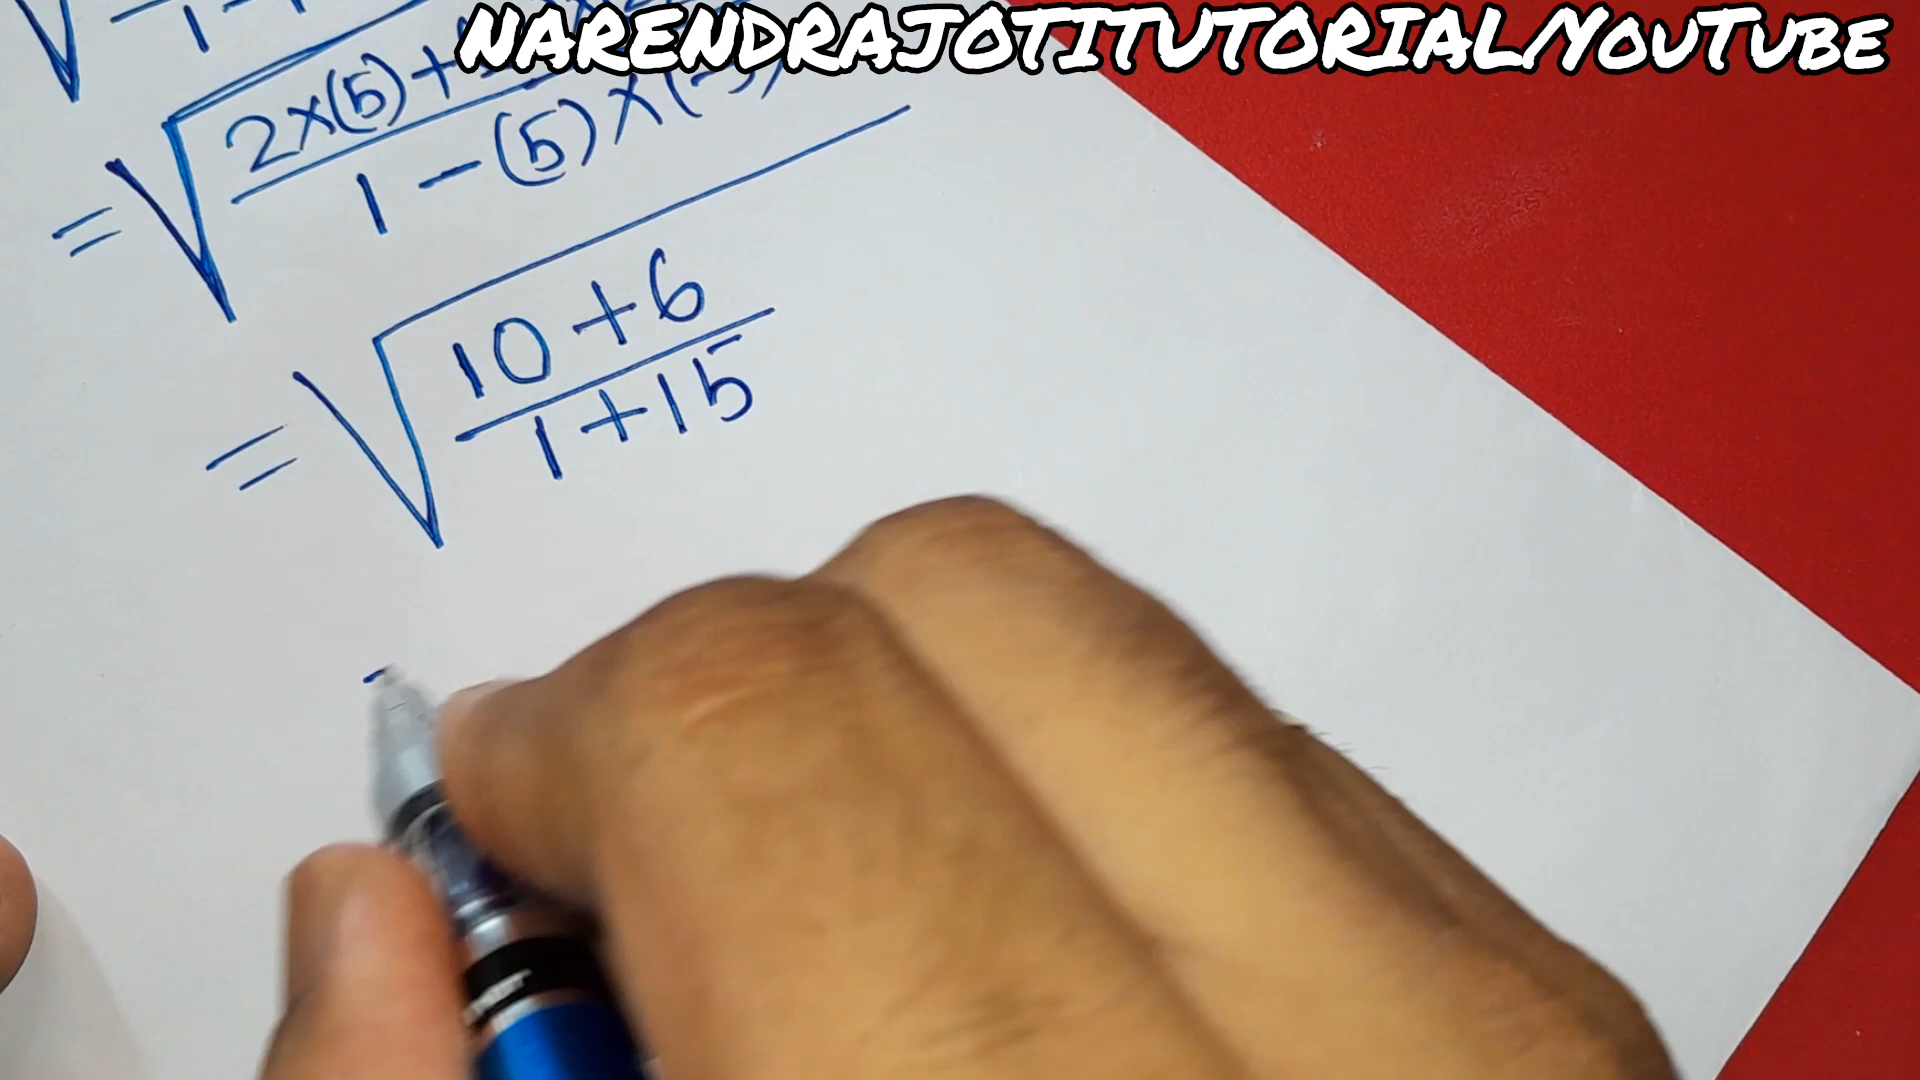 NARENDRAJOTITUTORIAL/YouTube
= √ 2×(5)+
1-(5)×(-
= √ 10+6
1+15